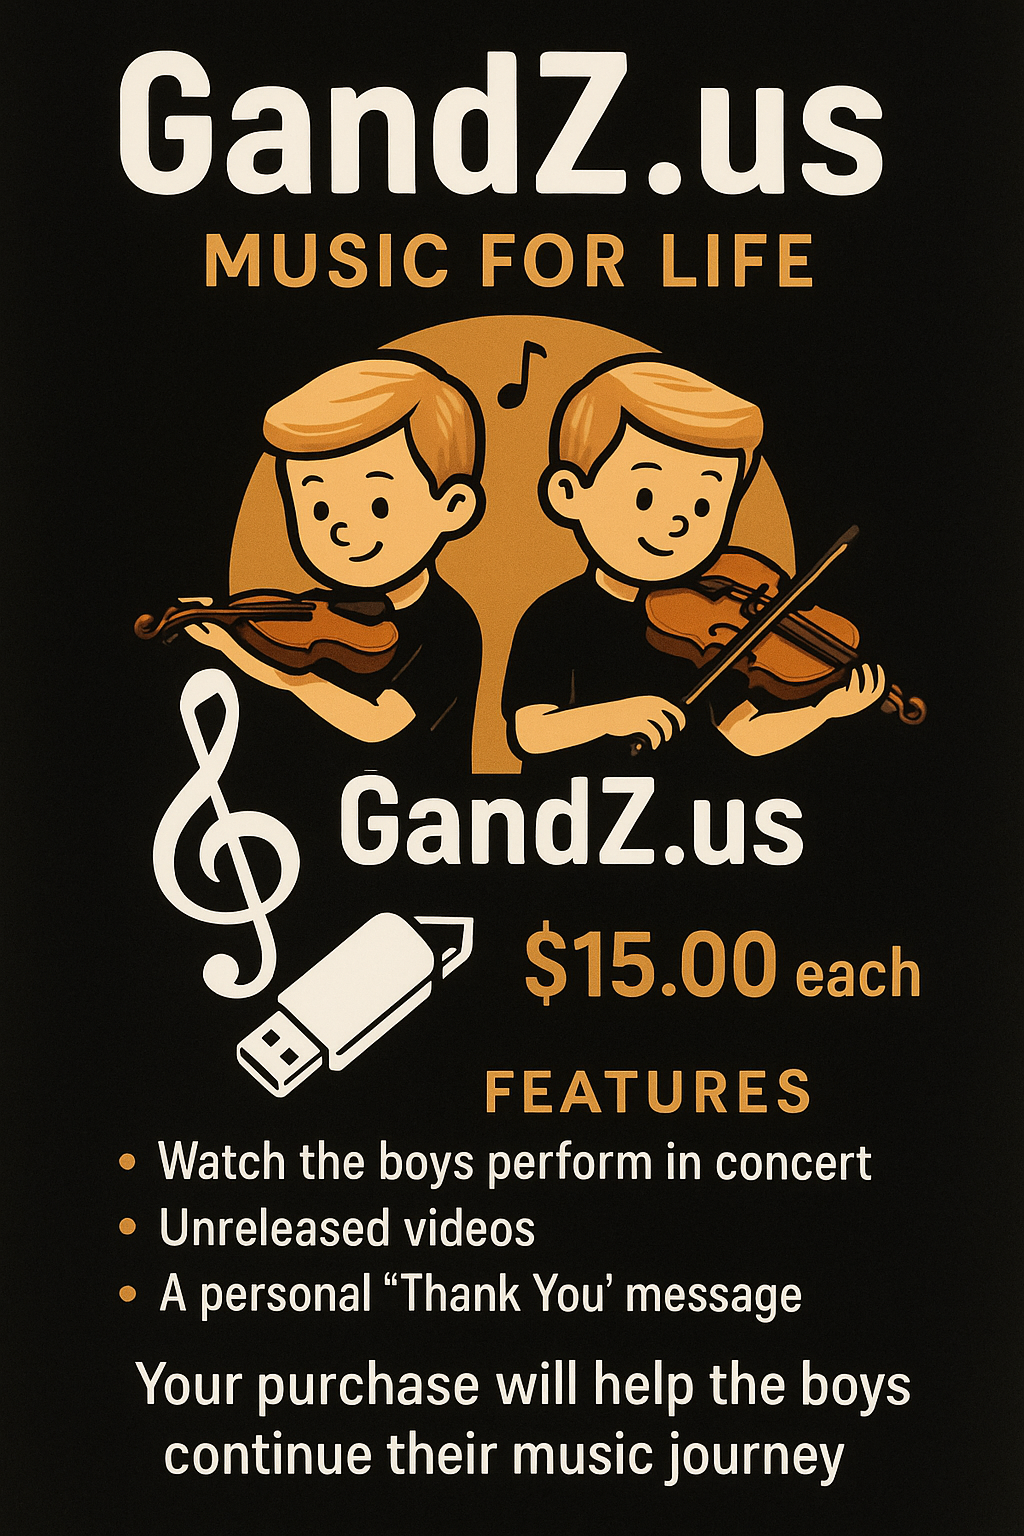 GandZ.us
MUSIC FOR LIFE
GandZ.us
$15.00 each
FEATURES
• Watch the boys perform in concert
• Unreleased videos
• A personal “Thank You’ message
Your purchase will help the boys
continue their music journey